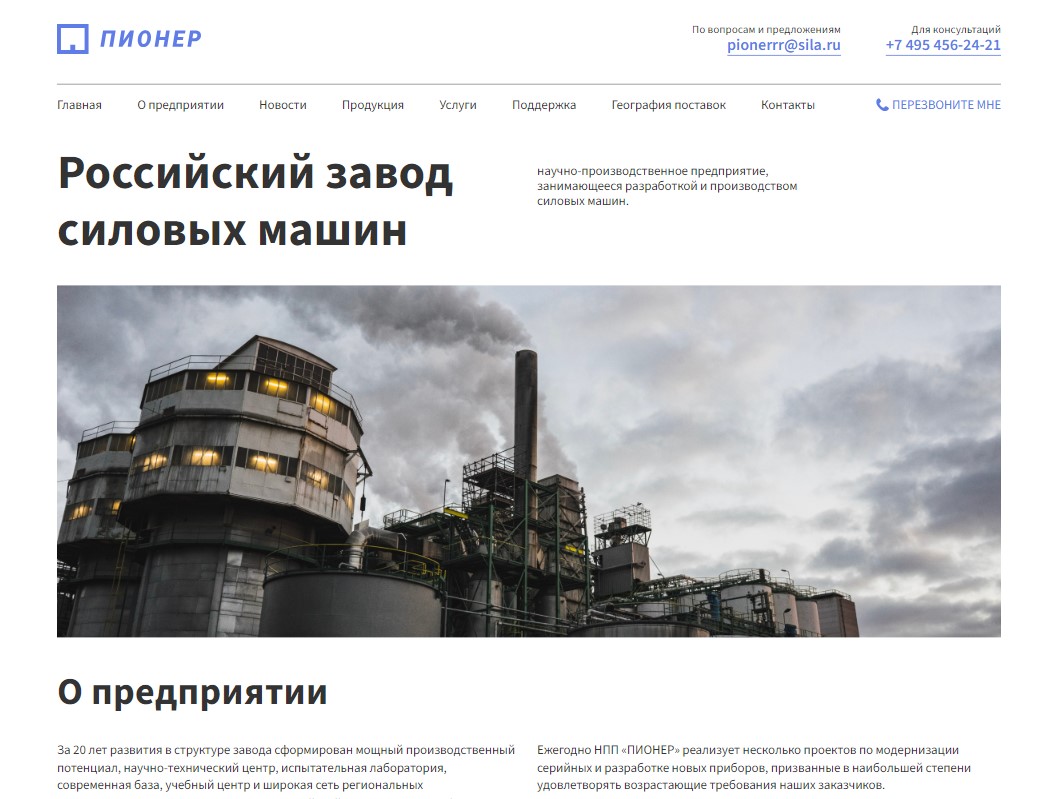 ПИОНЕР
По вопросам и предложениям
pionerrr@sila.ru
Для консультаций
+7 495 456-24-21
Главная
О предприятии
Новости
Продукция
Услуги
Поддержка
География поставок
Контакты
ПЕРЕЗВОНИТЕ МНЕ
Российский завод
силовых машин
научно-производственное предприятие,
занимающееся разработкой и производством
силовых машин.
О предприятии
За 20 лет развития в структуре завода сформирован мощный производственный
потенциал, научно-технический центр, испытательная лаборатория,
современная база, учебный центр и широкая сеть региональных
Ежегодно НПП «ПИОНЕР» реализует несколько проектов по модернизации
серийных и разработке новых приборов, призванные в наибольшей степени
удовлетворять возрастающие требования наших заказчиков.